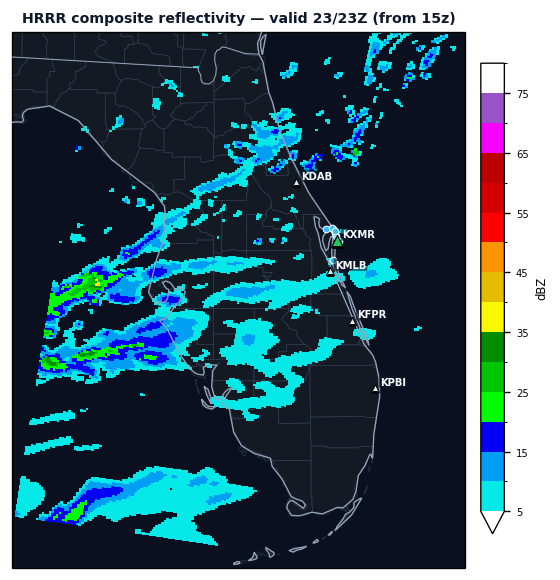 HRRR composite reflectivity — valid 23/23Z (from 15z)
75
65
KDAB
55
KXMR
KMLB
45
dBZ
KFPR
35
KPBI
25
15
5